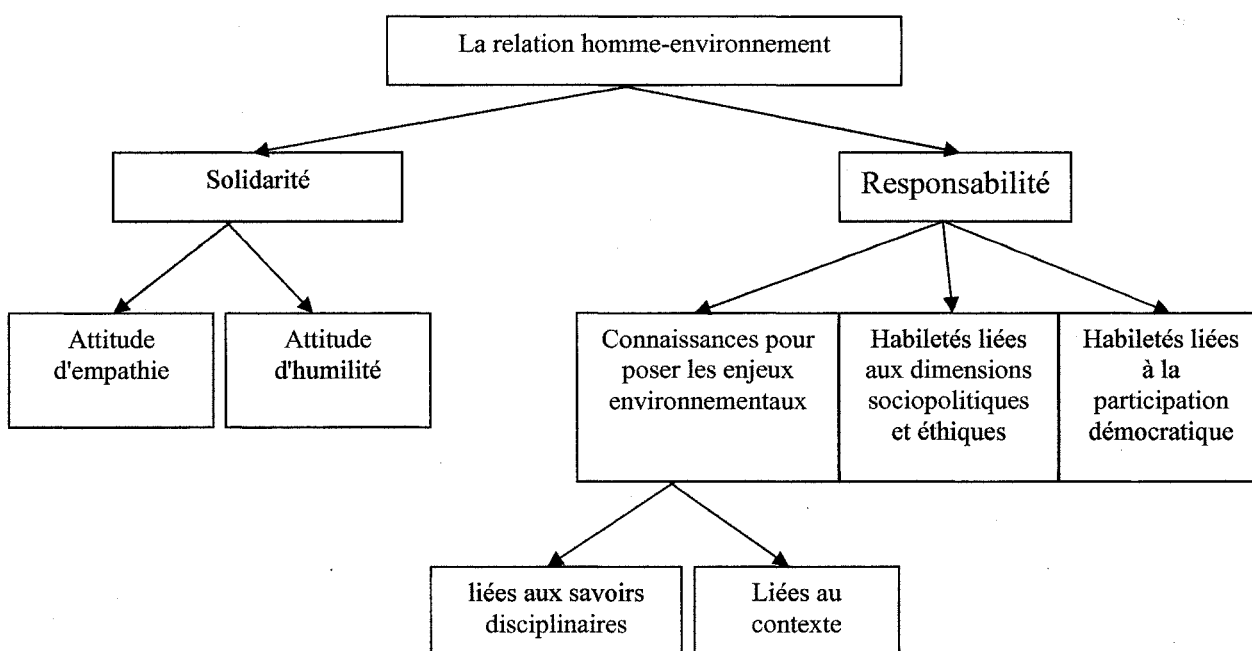 La relation homme-environnement
Solidarité
Responsabilité
Attitude
d'empathie
Attitude
d'humilité
Connaissances pour
poser les enjeux
environnementaux
Habiletés liées
aux dimensions
sociopolitiques
et éthiques
Habiletés liées
à la
participation
démocratique
liées aux savoirs
disciplinaires
Liées au
contexte